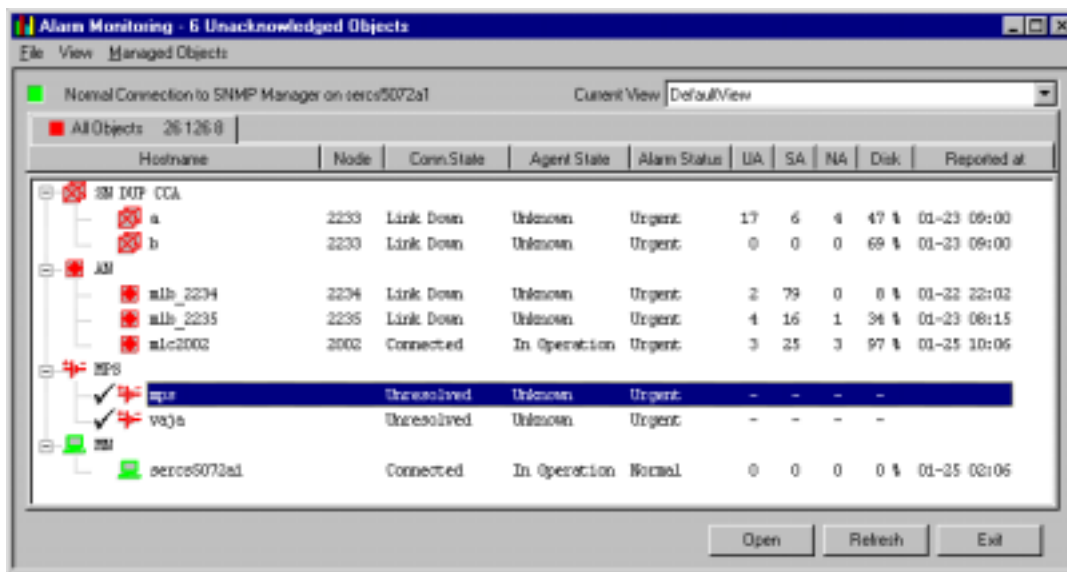 Alarm Monitoring - 6 Unacknowledged Objects
File View Managed Objects
Normal Connection to SNMP Manager on sercs5072a1 Current View DefaultView
All Objects 26 126 8
Hostname Node Conn.State Agent State Alarm Status UA SA NA Disk Reported at
SN DUP CCA
a 2233 Link Down Unknown Urgent 17 6 4 47 % 01-23 09:00
b 2233 Link Down Unknown Urgent 0 0 0 69 % 01-23 09:00
AN
mlb_2234 2234 Link Down Unknown Urgent 2 79 0 8 % 01-22 22:02
mlb_2235 2235 Link Down Unknown Urgent 4 16 1 34 % 01-23 08:15
mlc2002 2002 Connected In Operation Urgent 3 25 3 97 % 01-25 10:06
MPS
mps Unresolved Unknown Urgent - - - -
vaja Unresolved Unknown Urgent - - - -
MN
sercs5072a1 Connected In Operation Normal 0 0 0 0 % 01-25 02:06
Open Refresh Exit